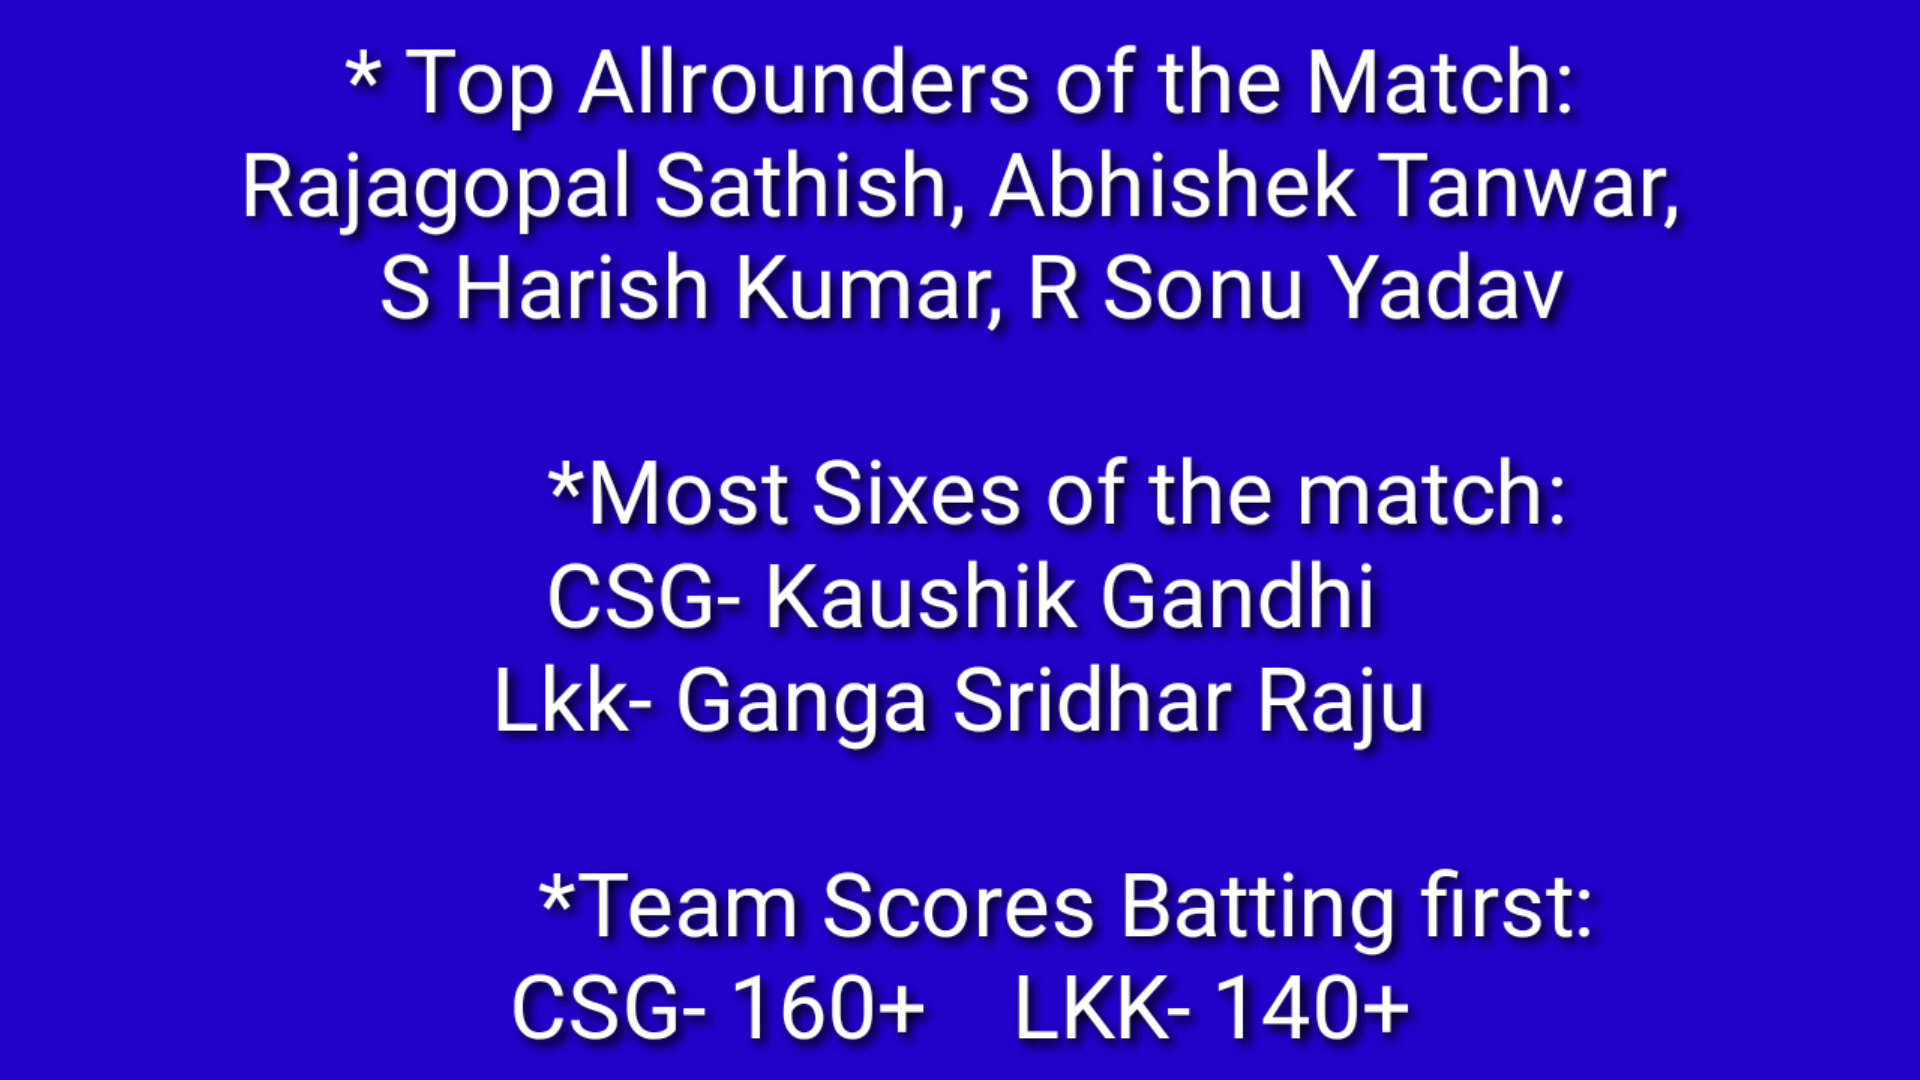 * Top Allrounders of the Match:
Rajagopal Sathish, Abhishek Tanwar,
S Harish Kumar, R Sonu Yadav
*Most Sixes of the match:
CSG- Kaushik Gandhi
Lkk- Ganga Sridhar Raju
*Team Scores Batting first:
CSG- 160+ LKK- 140+